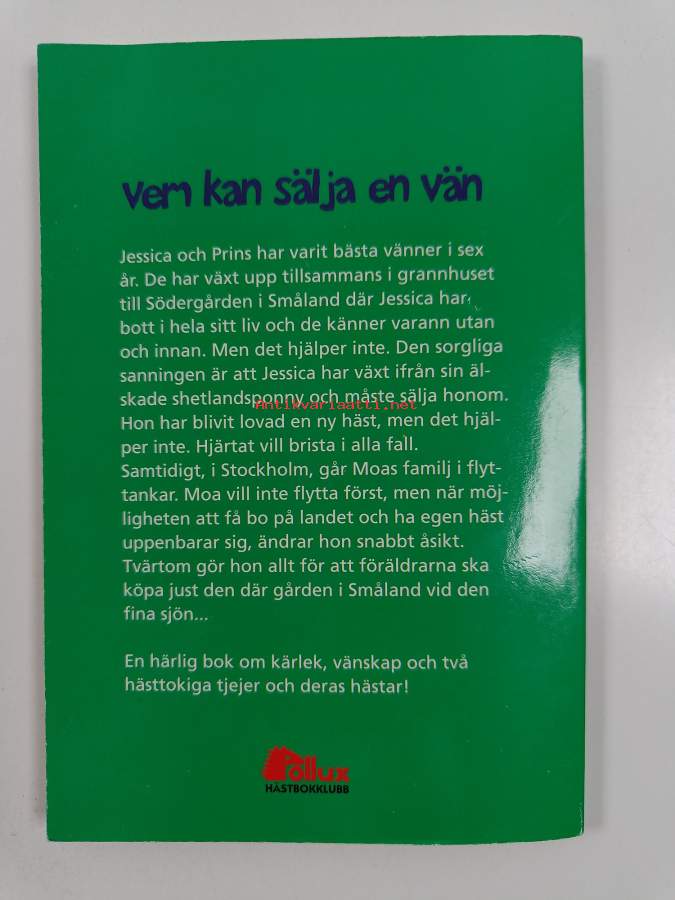 vem kan sälja en vän
Jessica och Prins har varit bästa vänner i sex
år. De har växt upp tillsammans i grannhuset
till Södergården i Småland där Jessica har
bott i hela sitt liv och de känner varann utan
och innan. Men det hjälper inte. Den sorgliga
sanningen är att Jessica har växt ifrån sin äl-
skade shetlandsponny och måste sälja honom.
Antikvariaatti.net
Hon har blivit lovad en ny häst, men det hjäl-
per inte. Hjärtat vill brista i alla fall.
Samtidigt, i Stockholm, går Moas familj i flyt-
tankar. Moa vill inte flytta först, men när möj-
ligheten att få bo på landet och ha egen häst
uppenbarar sig, ändrar hon snabbt åsikt.
Tvärtom gör hon allt för att föräldrarna ska
köpa just den där gården i Småland vid den
fina sjön...
En härlig bok om kärlek, vänskap och två
hästtokiga tjejer och deras hästar!
Pollux
HÄSTBOKKLUBB